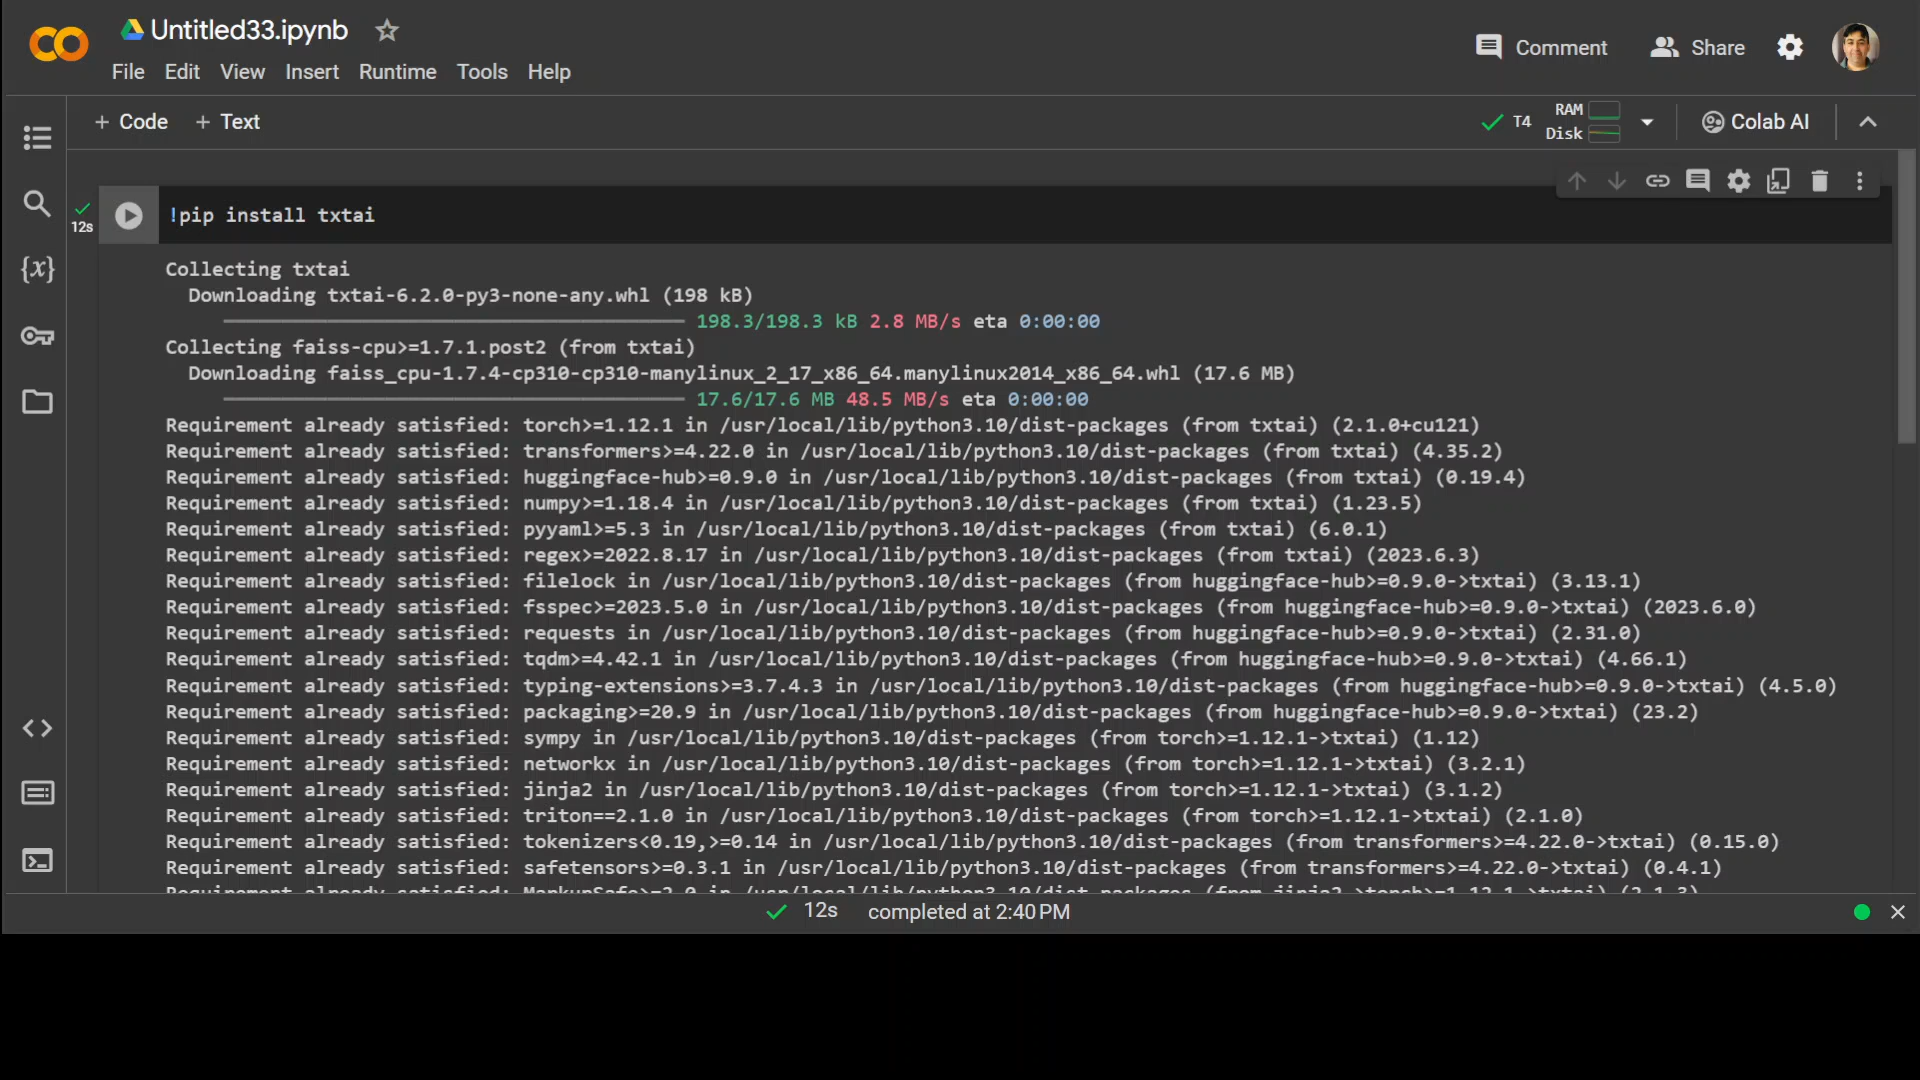 Untitled33.ipynb
File Edit View Insert Runtime Tools Help
Comment
Share
+ Code + Text
T4
RAM
Disk
Colab AI
12s
!pip install txtai
Collecting txtai
Downloading txtai-6.2.0-py3-none-any.whl (198 kB)
198.3/198.3 kB 2.8 MB/s eta 0:00:00
Collecting faiss-cpu>=1.7.1.post2 (from txtai)
Downloading faiss_cpu-1.7.4-cp310-cp310-manylinux_2_17_x86_64.manylinux2014_x86_64.whl (17.6 MB)
17.6/17.6 MB 48.5 MB/s eta 0:00:00
Requirement already satisfied: torch>=1.12.1 in /usr/local/lib/python3.10/dist-packages (from txtai) (2.1.0+cu121)
Requirement already satisfied: transformers>=4.22.0 in /usr/local/lib/python3.10/dist-packages (from txtai) (4.35.2)
Requirement already satisfied: huggingface-hub>=0.9.0 in /usr/local/lib/python3.10/dist-packages (from txtai) (0.19.4)
Requirement already satisfied: numpy>=1.18.4 in /usr/local/lib/python3.10/dist-packages (from txtai) (1.23.5)
Requirement already satisfied: pyyaml>=5.3 in /usr/local/lib/python3.10/dist-packages (from txtai) (6.0.1)
Requirement already satisfied: regex>=2022.8.17 in /usr/local/lib/python3.10/dist-packages (from txtai) (2023.6.3)
Requirement already satisfied: filelock in /usr/local/lib/python3.10/dist-packages (from huggingface-hub>=0.9.0->txtai) (3.13.1)
Requirement already satisfied: fsspec>=2023.5.0 in /usr/local/lib/python3.10/dist-packages (from huggingface-hub>=0.9.0->txtai) (2023.6.0)
Requirement already satisfied: requests in /usr/local/lib/python3.10/dist-packages (from huggingface-hub>=0.9.0->txtai) (2.31.0)
Requirement already satisfied: tqdm>=4.42.1 in /usr/local/lib/python3.10/dist-packages (from huggingface-hub>=0.9.0->txtai) (4.66.1)
Requirement already satisfied: typing-extensions>=3.7.4.3 in /usr/local/lib/python3.10/dist-packages (from huggingface-hub>=0.9.0->txtai) (4.5.0)
Requirement already satisfied: packaging>=20.9 in /usr/local/lib/python3.10/dist-packages (from huggingface-hub>=0.9.0->txtai) (23.2)
Requirement already satisfied: sympy in /usr/local/lib/python3.10/dist-packages (from torch>=1.12.1->txtai) (1.12)
Requirement already satisfied: networkx in /usr/local/lib/python3.10/dist-packages (from torch>=1.12.1->txtai) (3.2.1)
Requirement already satisfied: jinja2 in /usr/local/lib/python3.10/dist-packages (from torch>=1.12.1->txtai) (3.1.2)
Requirement already satisfied: triton==2.1.0 in /usr/local/lib/python3.10/dist-packages (from torch>=1.12.1->txtai) (2.1.0)
Requirement already satisfied: tokenizers<0.19,>=0.14 in /usr/local/lib/python3.10/dist-packages (from transformers>=4.22.0->txtai) (0.15.0)
Requirement already satisfied: safetensors>=0.3.1 in /usr/local/lib/python3.10/dist-packages (from transformers>=4.22.0->txtai) (0.4.1)
Requirement already satisfied: MarkupSafe>=2.0 in /usr/local/lib/python3.10/dist-packages (from jinja2->torch>=1.12.1->txtai) (2.1.3)
12s completed at 2:40 PM